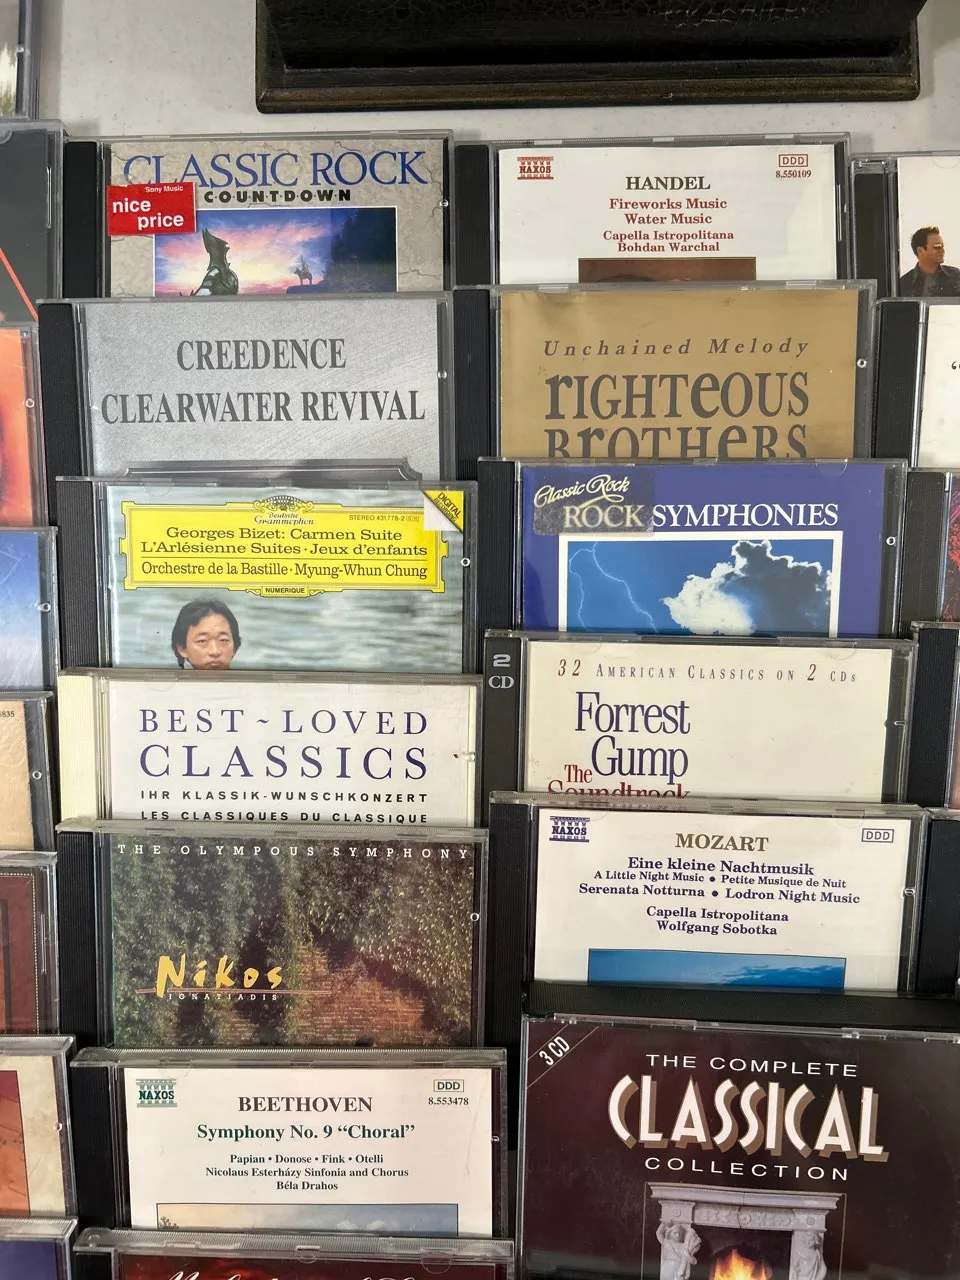 CLASSIC ROCK
COUNTDOWN
Sony Music
nice
price
CREEDENCE
CLEARWATER REVIVAL
DIGITAL
Deutsche
Grammophon
STEREO 431 778-2
Georges Bizet: Carmen Suite
L'Arlésienne Suites · Jeux d'enfants
Orchestre de la Bastille · Myung-Whun Chung
NUMERIQUE
BEST ~ LOVED
CLASSICS
IHR KLASSIK-WUNSCHKONZERT
LES CLASSIQUES DU CLASSIQUE
THE OLYMPOUS SYMPHONY
Nikos
IGNATIADIS
NAXOS
DDD
8.553478
BEETHOVEN
Symphony No. 9 “Choral”
Papian • Donose • Fink • Otelli
Nicolaus Esterházy Sinfonia and Chorus
Béla Drahos
NAXOS
DDD
8.550109
HANDEL
Fireworks Music
Water Music
Capella Istropolitana
Bohdan Warchal
Unchained Melody
RIGHTEOUS
BROTHERS
Classic Rock
ROCK SYMPHONIES
2
CD
32 AMERICAN CLASSICS ON 2 CDs
Forrest
Gump
The
Soundtrack
NAXOS
DDD
MOZART
Eine kleine Nachtmusik
A Little Night Music • Petite Musique de Nuit
Serenata Notturna • Lodron Night Music
Capella Istropolitana
Wolfgang Sobotka
3 CD
THE COMPLETE
CLASSICAL
COLLECTION